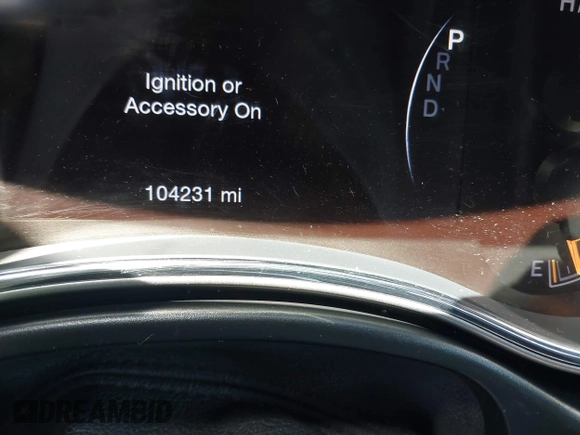 H
Ignition or
Accessory On
P
R
N
D
104231 mi
E
DREAMBID